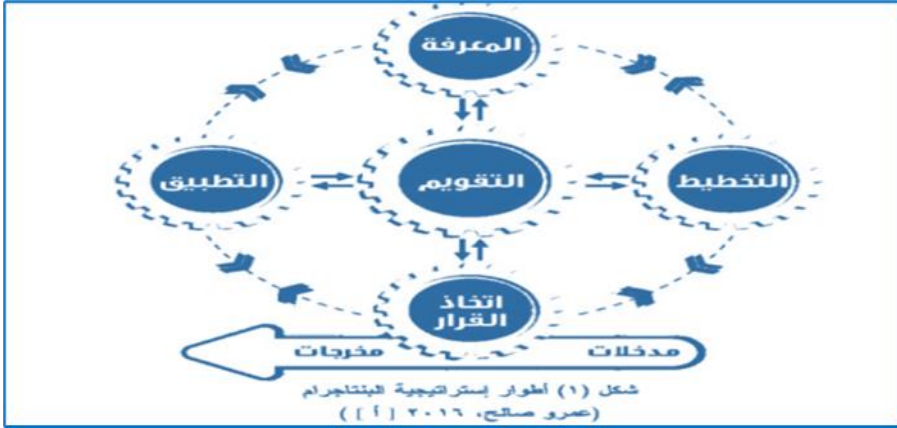 المعرفة
التخطيط
التقويم
التطبيق
اتخاذ
القرار
مدخلات
مخرجات
شكل (١) أطوار إستراتيجية البنتاجرام
(عمرو صالح، ٢٠١٦ [ أ ] )